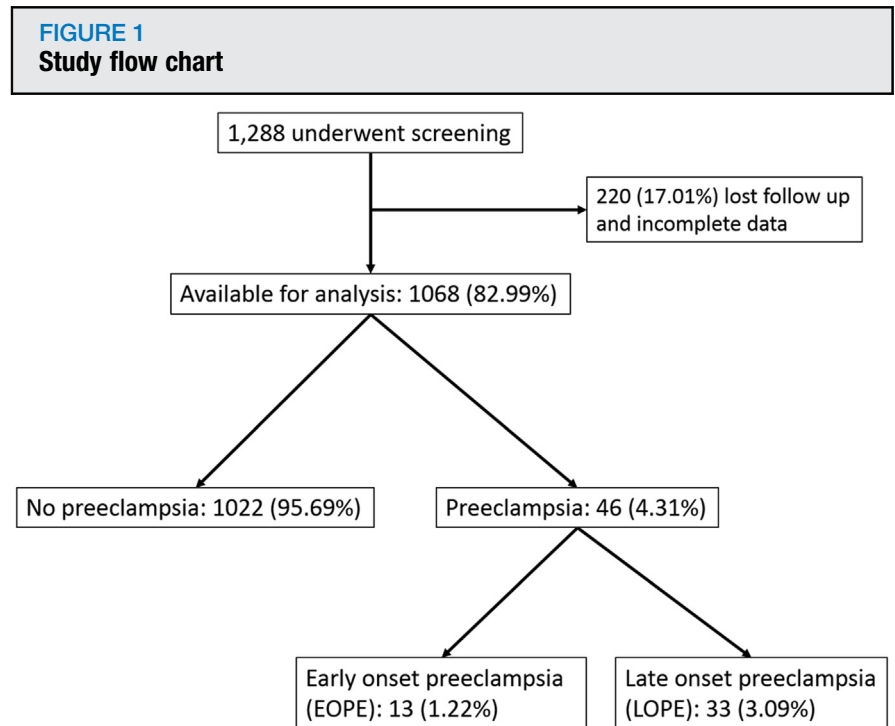 FIGURE 1
Study flow chart
1,288 underwent screening
220 (17.01%) lost follow up
and incomplete data
Available for analysis: 1068 (82.99%)
No preeclampsia: 1022 (95.69%)
Preeclampsia: 46 (4.31%)
Early onset preeclampsia
(EOPE): 13 (1.22%)
Late onset preeclampsia
(LOPE): 33 (3.09%)